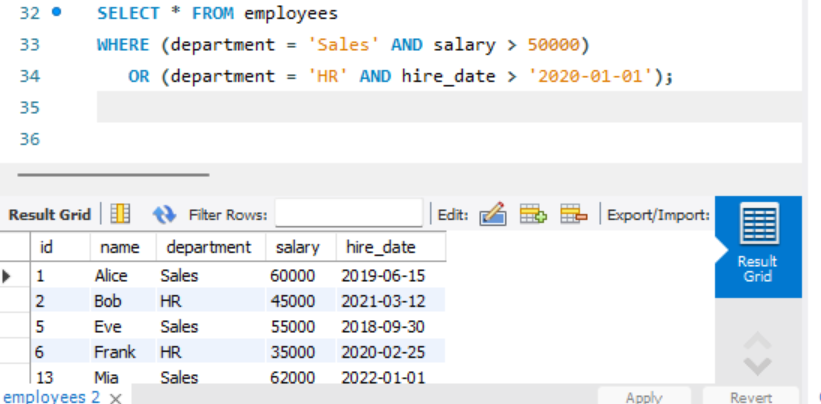 32 SELECT * FROM employees
33 WHERE (department = 'Sales' AND salary > 50000)
34 OR (department = 'HR' AND hire_date > '2020-01-01');
35
36
Result Grid Filter Rows: Edit: Export/Import:
id name department salary hire_date
1 Alice Sales 60000 2019-06-15
2 Bob HR 45000 2021-03-12
5 Eve Sales 55000 2018-09-30
6 Frank HR 35000 2020-02-25
13 Mia Sales 62000 2022-01-01
Result
Grid
employees 2 × Apply Revert